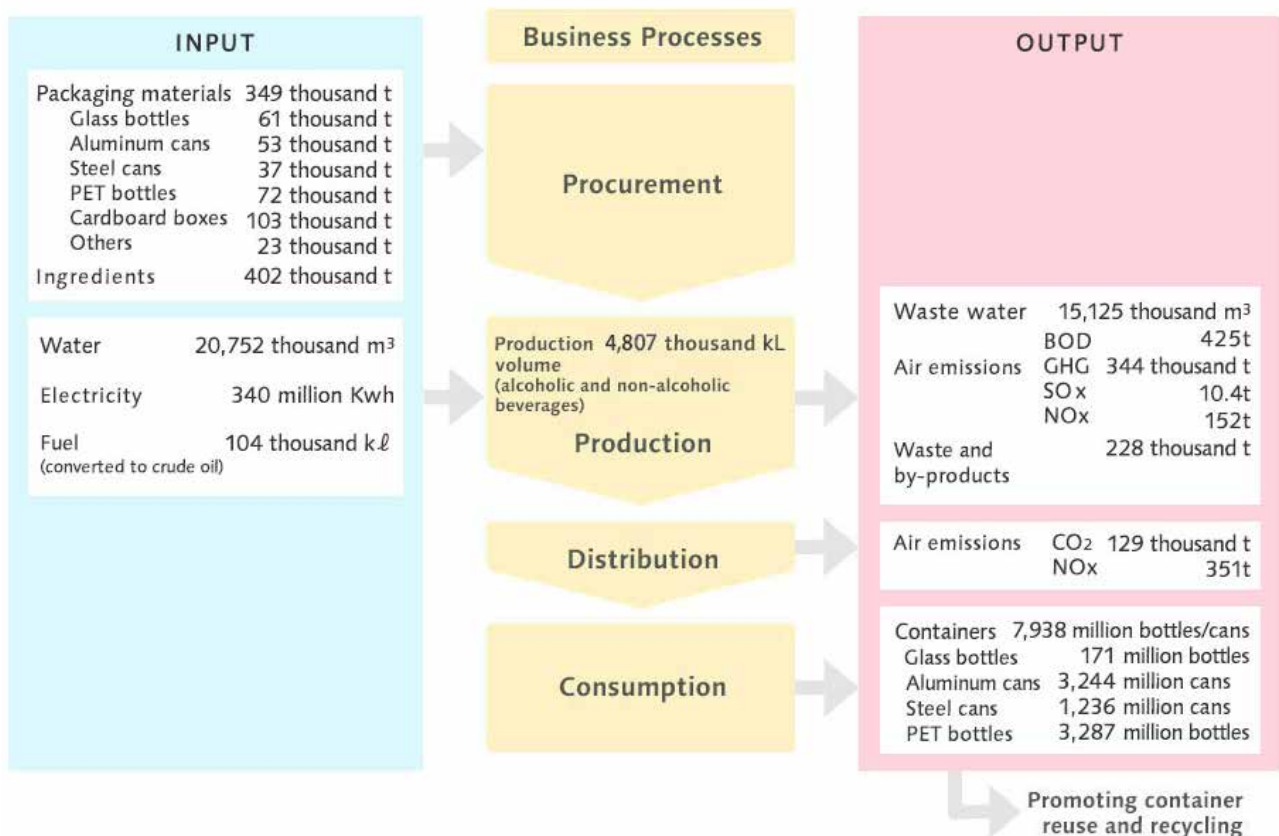 INPUT
Packaging materials 349 thousand t
Glass bottles 61 thousand t
Aluminum cans 53 thousand t
Steel cans 37 thousand t
PET bottles 72 thousand t
Cardboard boxes 103 thousand t
Others 23 thousand t
Ingredients 402 thousand t
Water 20,752 thousand m³
Electricity 340 million Kwh
Fuel 104 thousand kℓ
(converted to crude oil)
Business Processes
Procurement
Production 4,807 thousand kL
volume
(alcoholic and non-alcoholic
beverages)
Production
Distribution
Consumption
OUTPUT
Waste water 15,125 thousand m³
BOD 425t
Air emissions GHG 344 thousand t
SOx 10.4t
NOx 152t
Waste and 228 thousand t
by-products
Air emissions CO₂ 129 thousand t
NOx 351t
Containers 7,938 million bottles/cans
Glass bottles 171 million bottles
Aluminum cans 3,244 million cans
Steel cans 1,236 million cans
PET bottles 3,287 million bottles
Promoting container
reuse and recycling